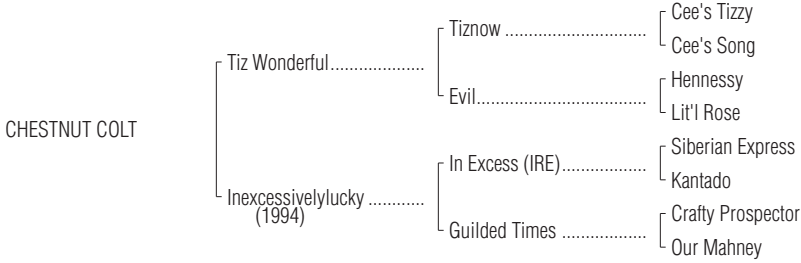 Cee's Tizzy
Tiznow ..................................
Cee's Song
Tiz Wonderful.....................
Hennessy
Evil.........................................
Lit'l Rose
CHESTNUT COLT
Siberian Express
In Excess (IRE)....................
Kantado
Inexcessivelylucky ............
(1994)
Crafty Prospector
Guilded Times ....................
Our Mahney